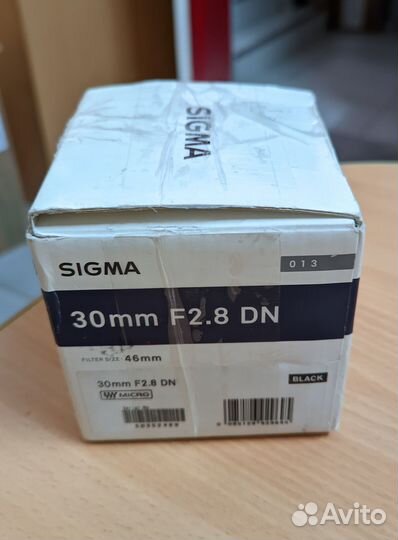 SIGMA
SIGMA
013
30mm F2.8 DN
FILTER SIZE 46mm
30mm F2.8 DN
BLACK
MICRO
Avito